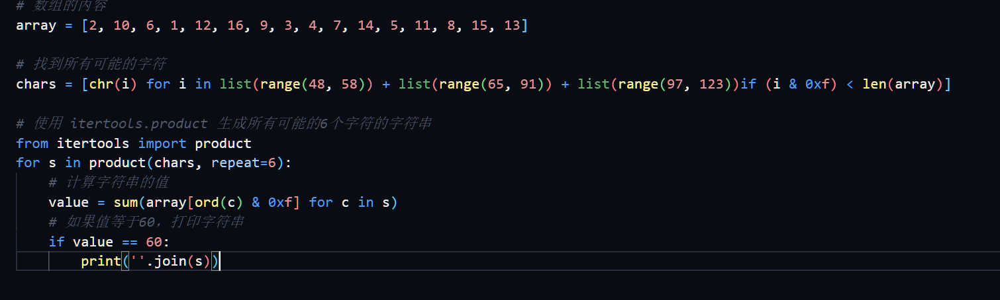 # 数组的内容
array = [2, 10, 6, 1, 12, 16, 9, 3, 4, 7, 14, 5, 11, 8, 15, 13]
# 找到所有可能的字符
chars = [chr(i) for i in list(range(48, 58)) + list(range(65, 91)) + list(range(97, 123))if (i & 0xf) < len(array)]
# 使用 itertools.product 生成所有可能的6个字符的字符串
from itertools import product
for s in product(chars, repeat=6):
    # 计算字符串的值
    value = sum(array[ord(c) & 0xf] for c in s)
    # 如果值等于60，打印字符串
    if value == 60:
        print(''.join(s))